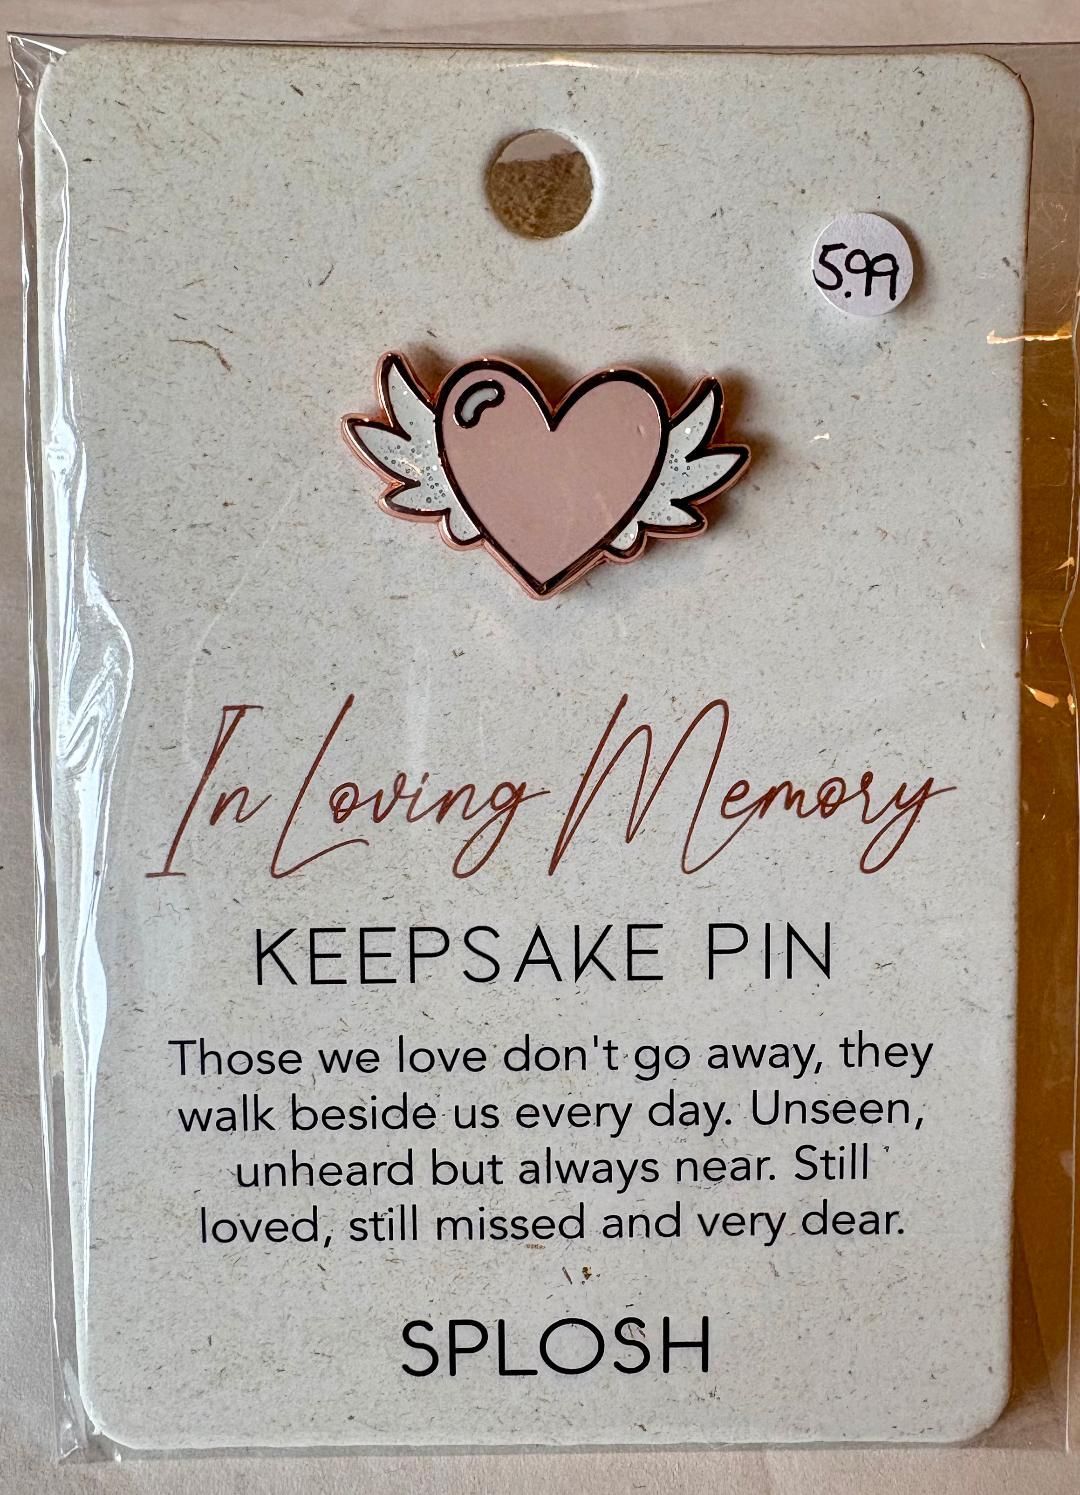 5.99
In Loving Memory
KEEPSAKE PIN
Those we love don't go away, they
walk beside us every day. Unseen,
unheard but always near. Still
loved, still missed and very dear.
SPLOSH